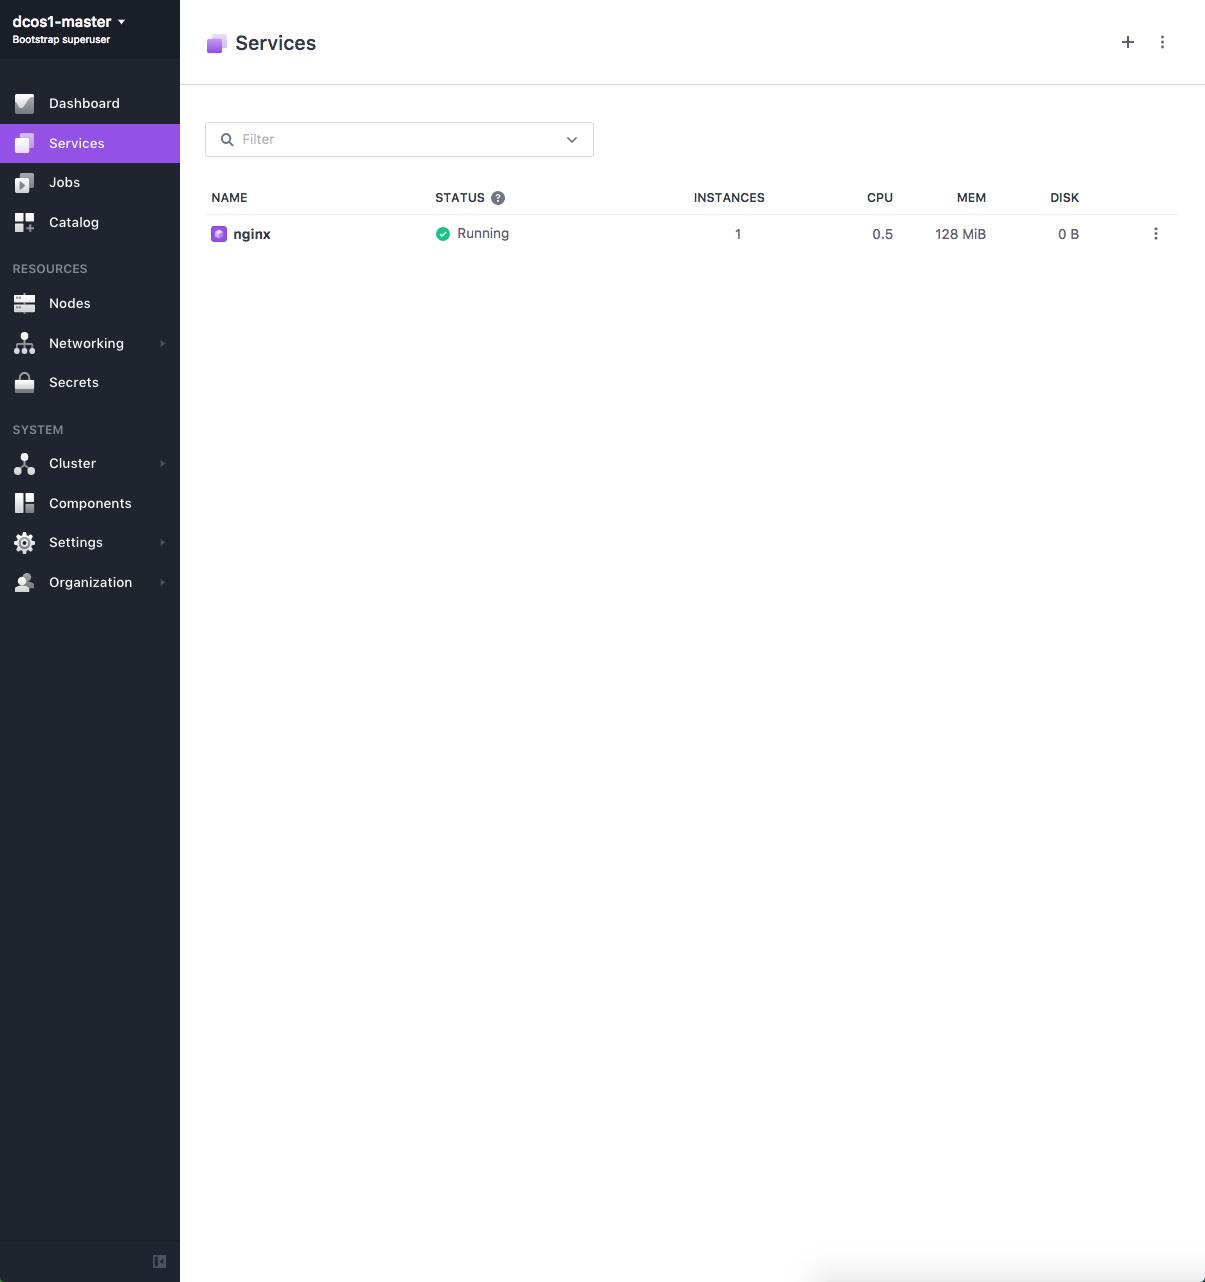 dcos1-master
Bootstrap superuser
Dashboard
Services
Jobs
Catalog
RESOURCES
Nodes
Networking
Secrets
SYSTEM
Cluster
Components
Settings
Organization
Services
Filter
NAME STATUS ? INSTANCES CPU MEM DISK
nginx Running 1 0.5 128 MiB 0 B